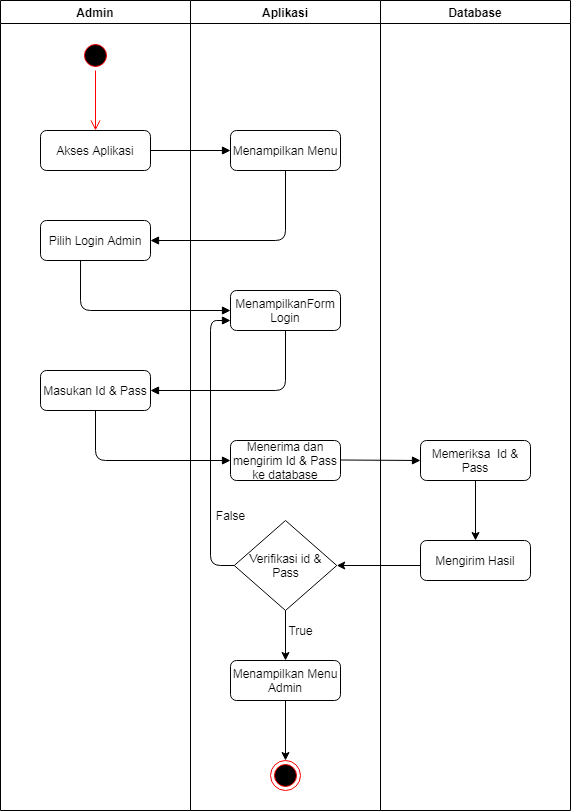 Admin
Aplikasi
Database
Akses Aplikasi
Menampilkan Menu
Pilih Login Admin
MenampilkanForm
Login
Masukan Id & Pass
Menerima dan
mengirim Id & Pass
ke database
Memeriksa Id &
Pass
False
Verifikasi id &
Pass
Mengirim Hasil
True
Menampilkan Menu
Admin